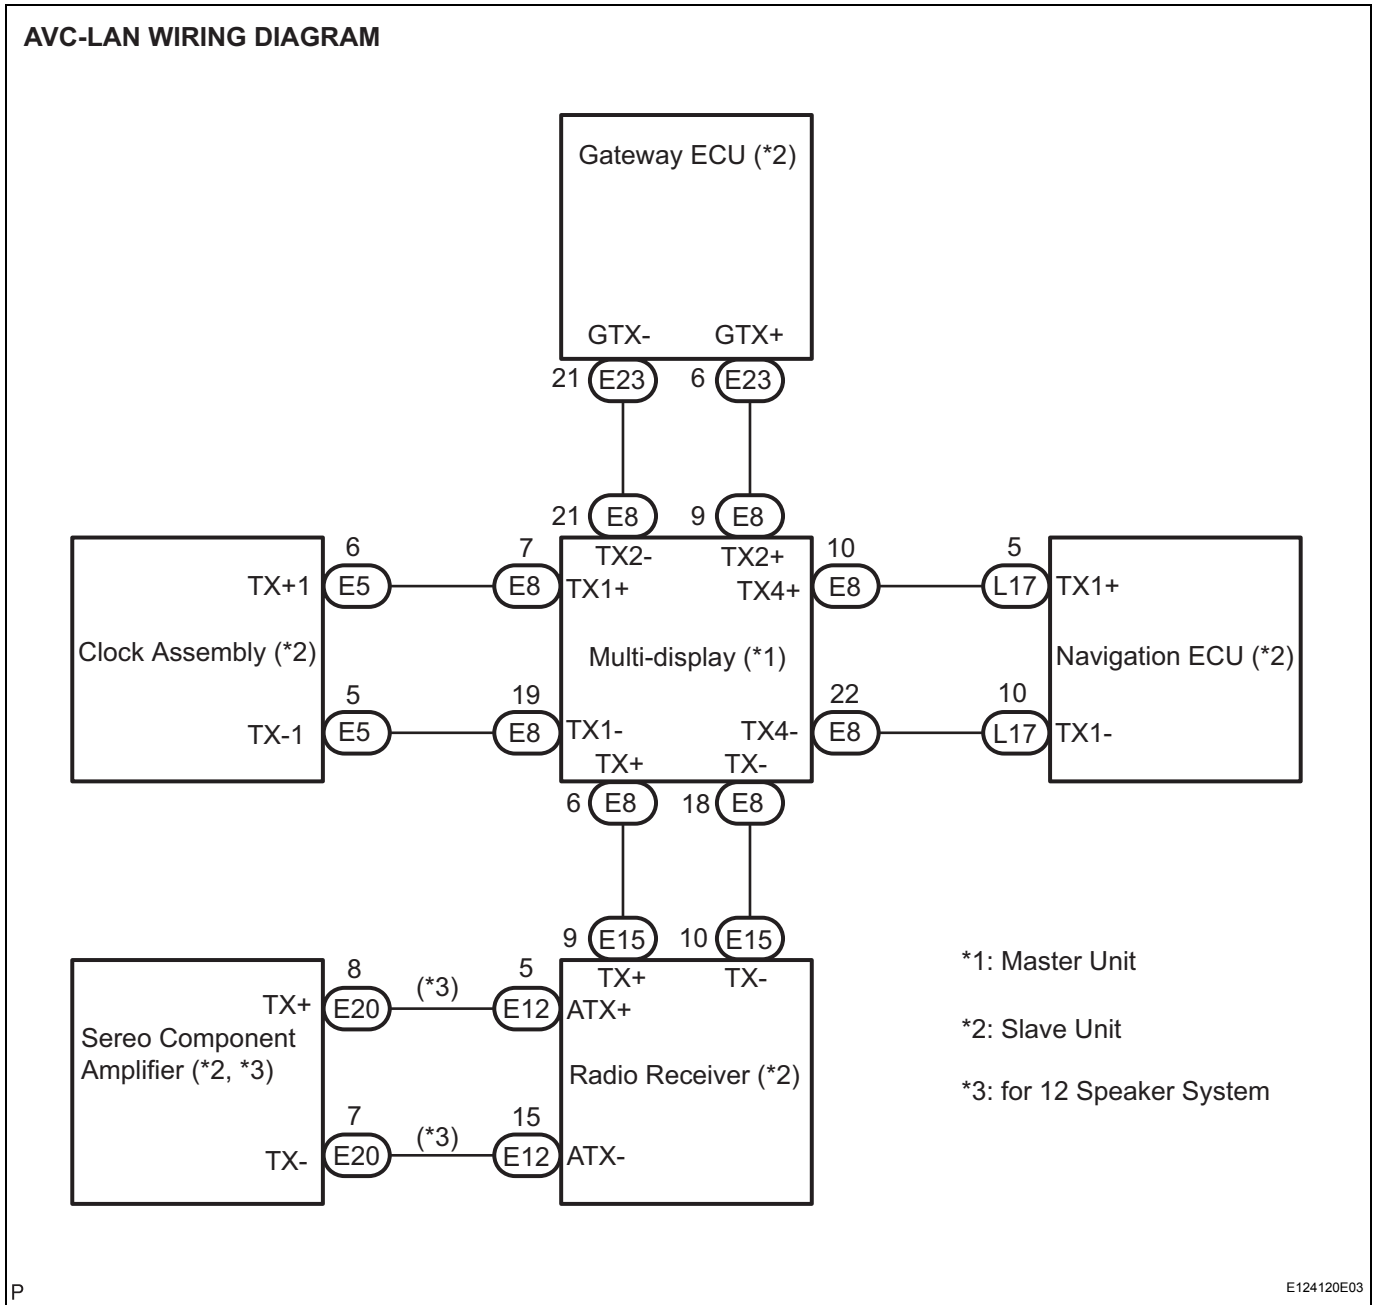 AVC-LAN WIRING DIAGRAM
Gateway ECU (*2)
GTX- GTX+
21 E23 6 E23
21 E8 9 E8
TX2- TX2+
6 7 10 5
TX+1 E5 E8 TX1+ TX4+ E8 L17 TX1+
Clock Assembly (*2) Multi-display (*1) Navigation ECU (*2)
5 19 22 10
TX-1 E5 E8 TX1- TX4- E8 L17 TX1-
TX+ TX-
6 E8 18 E8
9 E15 10 E15
TX+ TX-
8 (*3) 5
TX+ E20 E12 ATX+
Sereo Component
Amplifier (*2, *3)
Radio Receiver (*2)
7 (*3) 15
TX- E20 E12 ATX-
*1: Master Unit
*2: Slave Unit
*3: for 12 Speaker System
P
E124120E03